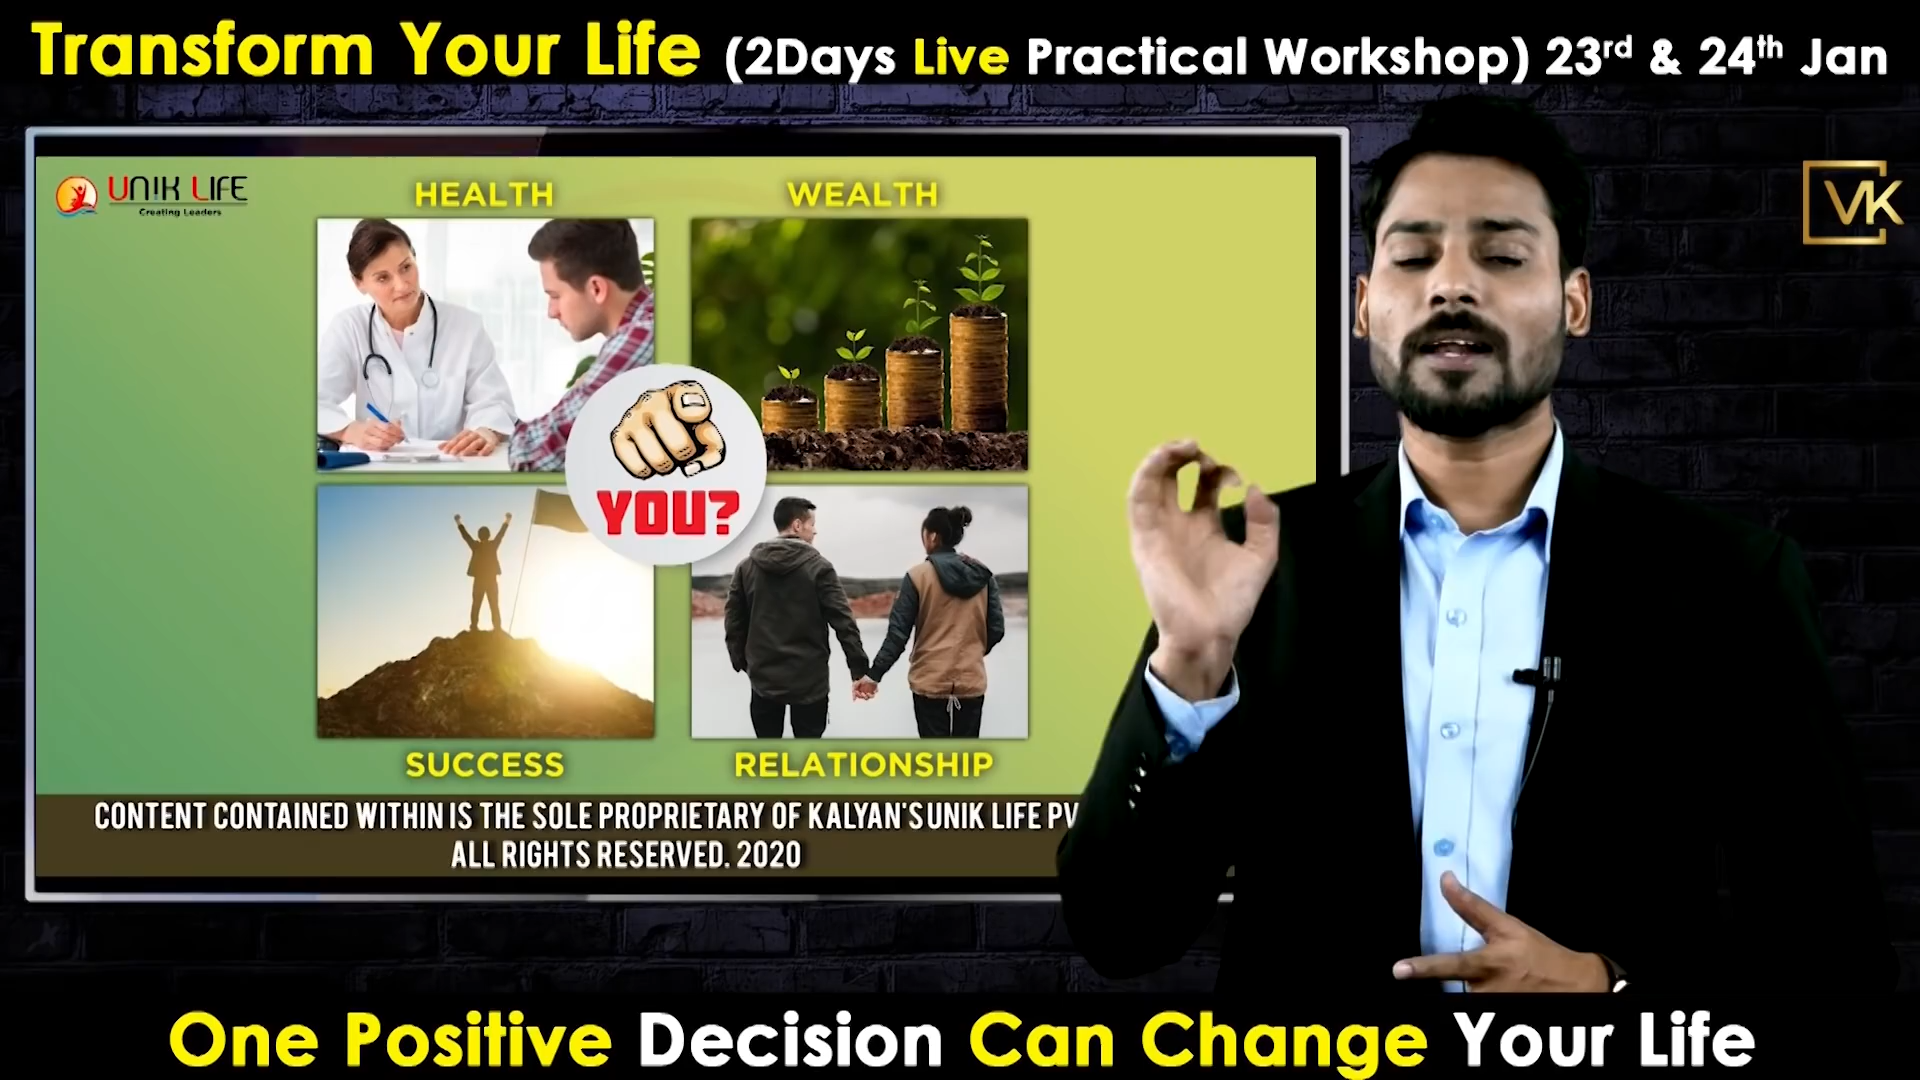 Transform Your Life (2Days Live Practical Workshop) 23rd & 24th Jan
UN!K LIFE
Creating Leaders
HEALTH
WEALTH
VK
YOU?
SUCCESS
RELATIONSHIP
CONTENT CONTAINED WITHIN IS THE SOLE PROPRIETARY OF KALYAN'S UNIK LIFE PV
ALL RIGHTS RESERVED. 2020
One Positive Decision Can Change Your Life